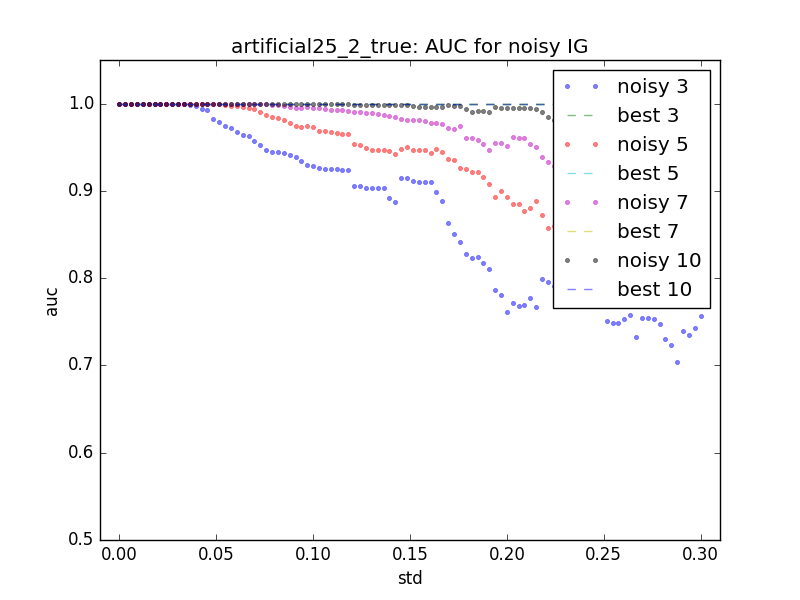 artificial25_2_true: AUC for noisy IG
noisy 3
best 3
noisy 5
best 5
noisy 7
best 7
noisy 10
best 10
auc
1.0
0.9
0.8
0.7
0.6
0.5
0.00 0.05 0.10 0.15 0.20 0.25 0.30
std